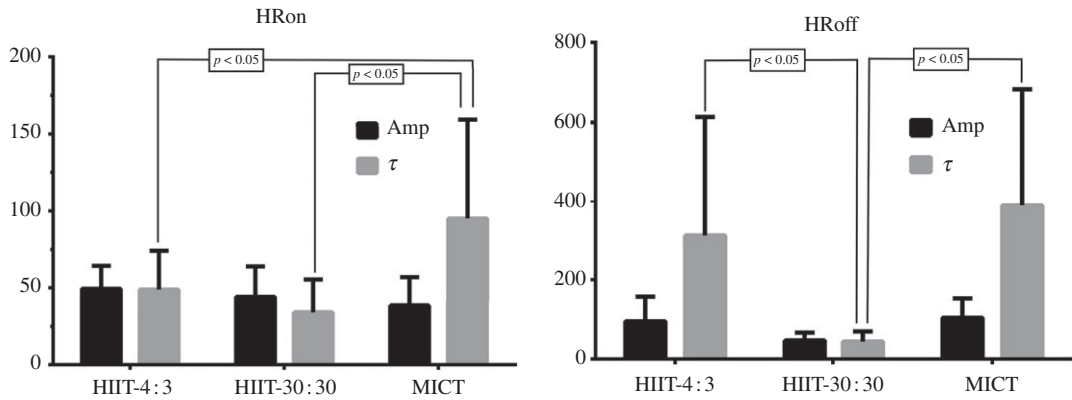 HRon
200
150
100
50
0
p < 0.05
p < 0.05
Amp
τ
HIIT-4:3
HIIT-30:30
MICT
HRoff
800
600
400
200
0
p < 0.05
p < 0.05
Amp
τ
HIIT-4:3
HIIT-30:30
MICT